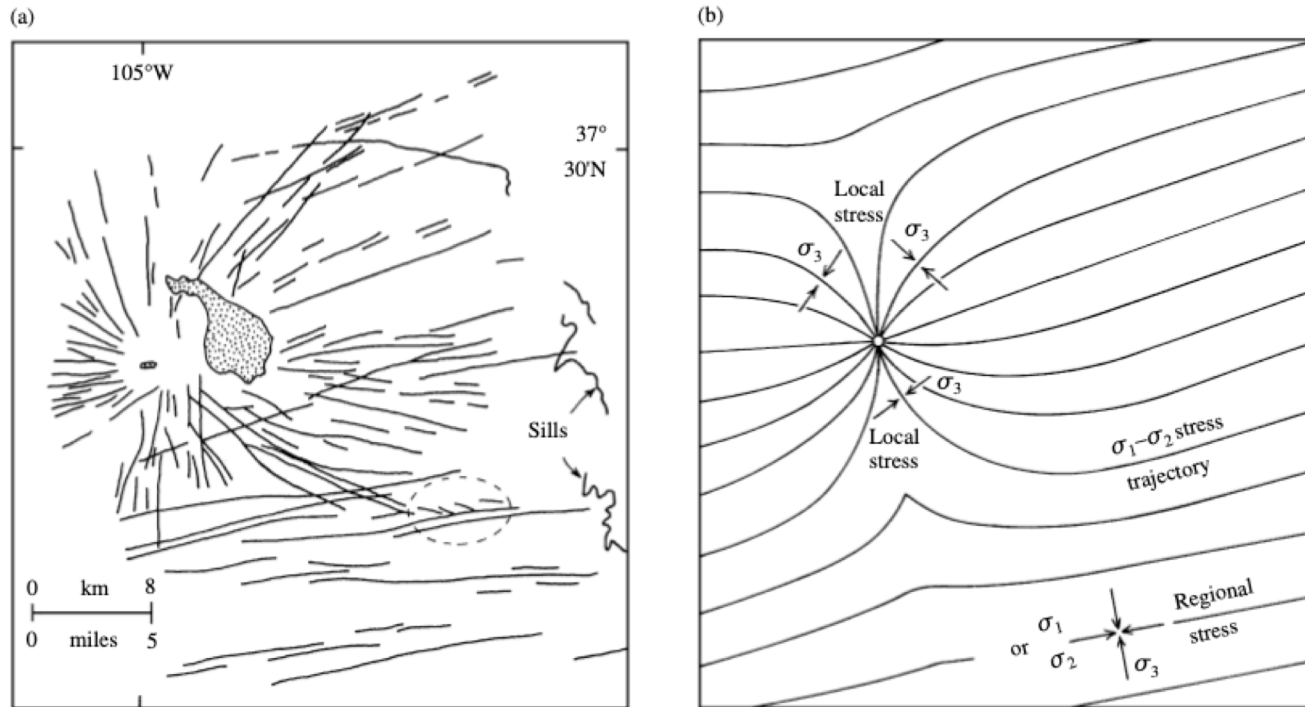 (a)
105°W
37°
30'N
Sills
0 km 8
0 miles 5
(b)
Local
stress
σ3
σ3
σ3
Local
stress
σ1–σ2 stress
trajectory
Regional
stress
σ1
or
σ2
σ3